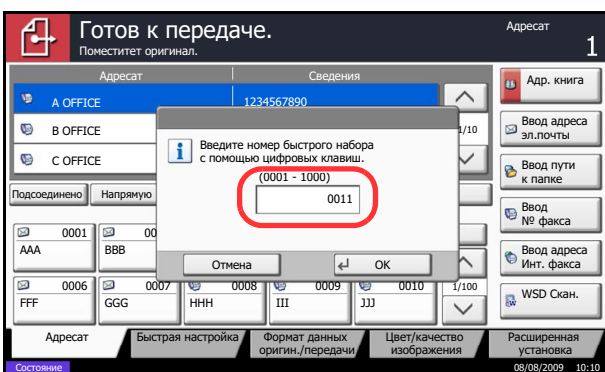 Готов к передаче.
Поместитет оригинал.
Адресат
1
Адресат Сведения
A OFFICE 1234567890
B OFFICE
C OFFICE
1/10
Введите номер быстрого набора
с помощью цифровых клавиш.
(0001 - 1000)
0011
Отмена OK
Подсоединено Напрямую
0001
AAA
00
BBB
0006
FFF
0007
GGG
0008
HHH
0009
III
0010
JJJ
1/100
Адр. книга
Ввод адреса
эл.почты
Ввод пути
к папке
Ввод
№ факса
Ввод адреса
Инт. факса
WSD Скан.
Адресат
Быстрая настройка
Формат данных
оригин./передачи
Цвет/качество
изображения
Расширенная
установка
Состояние
08/08/2009 10:10